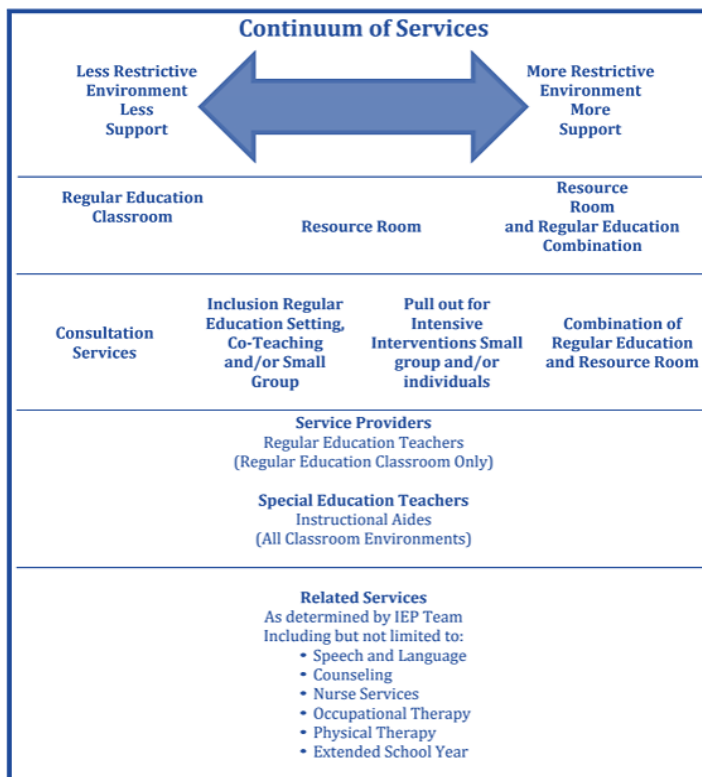 Continuum of Services
Less Restrictive
Environment
Less
Support
More Restrictive
Environment
More
Support
Regular Education
Classroom
Resource Room
Resource
Room
and Regular Education
Combination
Consultation
Services
Inclusion Regular
Education Setting,
Co-Teaching
and/or Small
Group
Pull out for
Intensive
Interventions Small
group and/or
individuals
Combination of
Regular Education
and Resource Room
Service Providers
Regular Education Teachers
(Regular Education Classroom Only)
Special Education Teachers
Instructional Aides
(All Classroom Environments)
Related Services
As determined by IEP Team
Including but not limited to:
• Speech and Language
• Counseling
• Nurse Services
• Occupational Therapy
• Physical Therapy
• Extended School Year